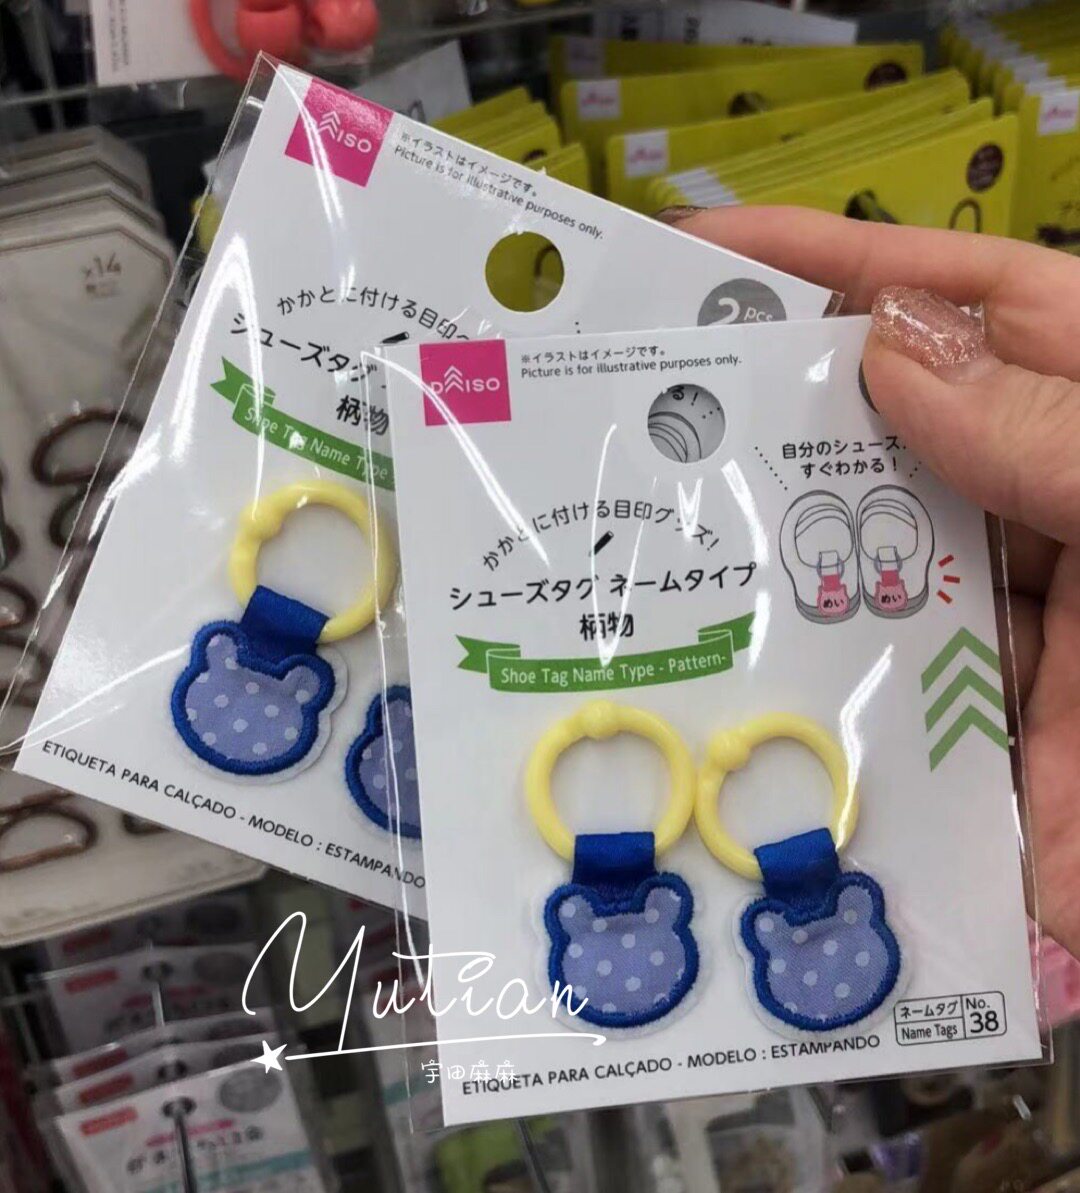 DAISO
※イラストはイメージです。
Picture is for illustrative purposes only.
かかとに付ける目印
シューズタグ
柄物
Shoe Tag Name Type
2 pcs
ETIQUETA PARA CALÇADO - MODELO : ESTAMPANDO
DAISO
※イラストはイメージです。
Picture is for illustrative purposes only.
る!
自分のシューズ
すぐわかる!
かかとに付ける目印グッズ!
シューズタグ ネームタイプ
柄物
Shoe Tag Name Type - Pattern-
めい
めい
ネームタグ
Name Tags
No.
38
ETIQUETA PARA CALÇADO - MODELO : ESTAMPANDO
Yutian
宇田麻麻
×14